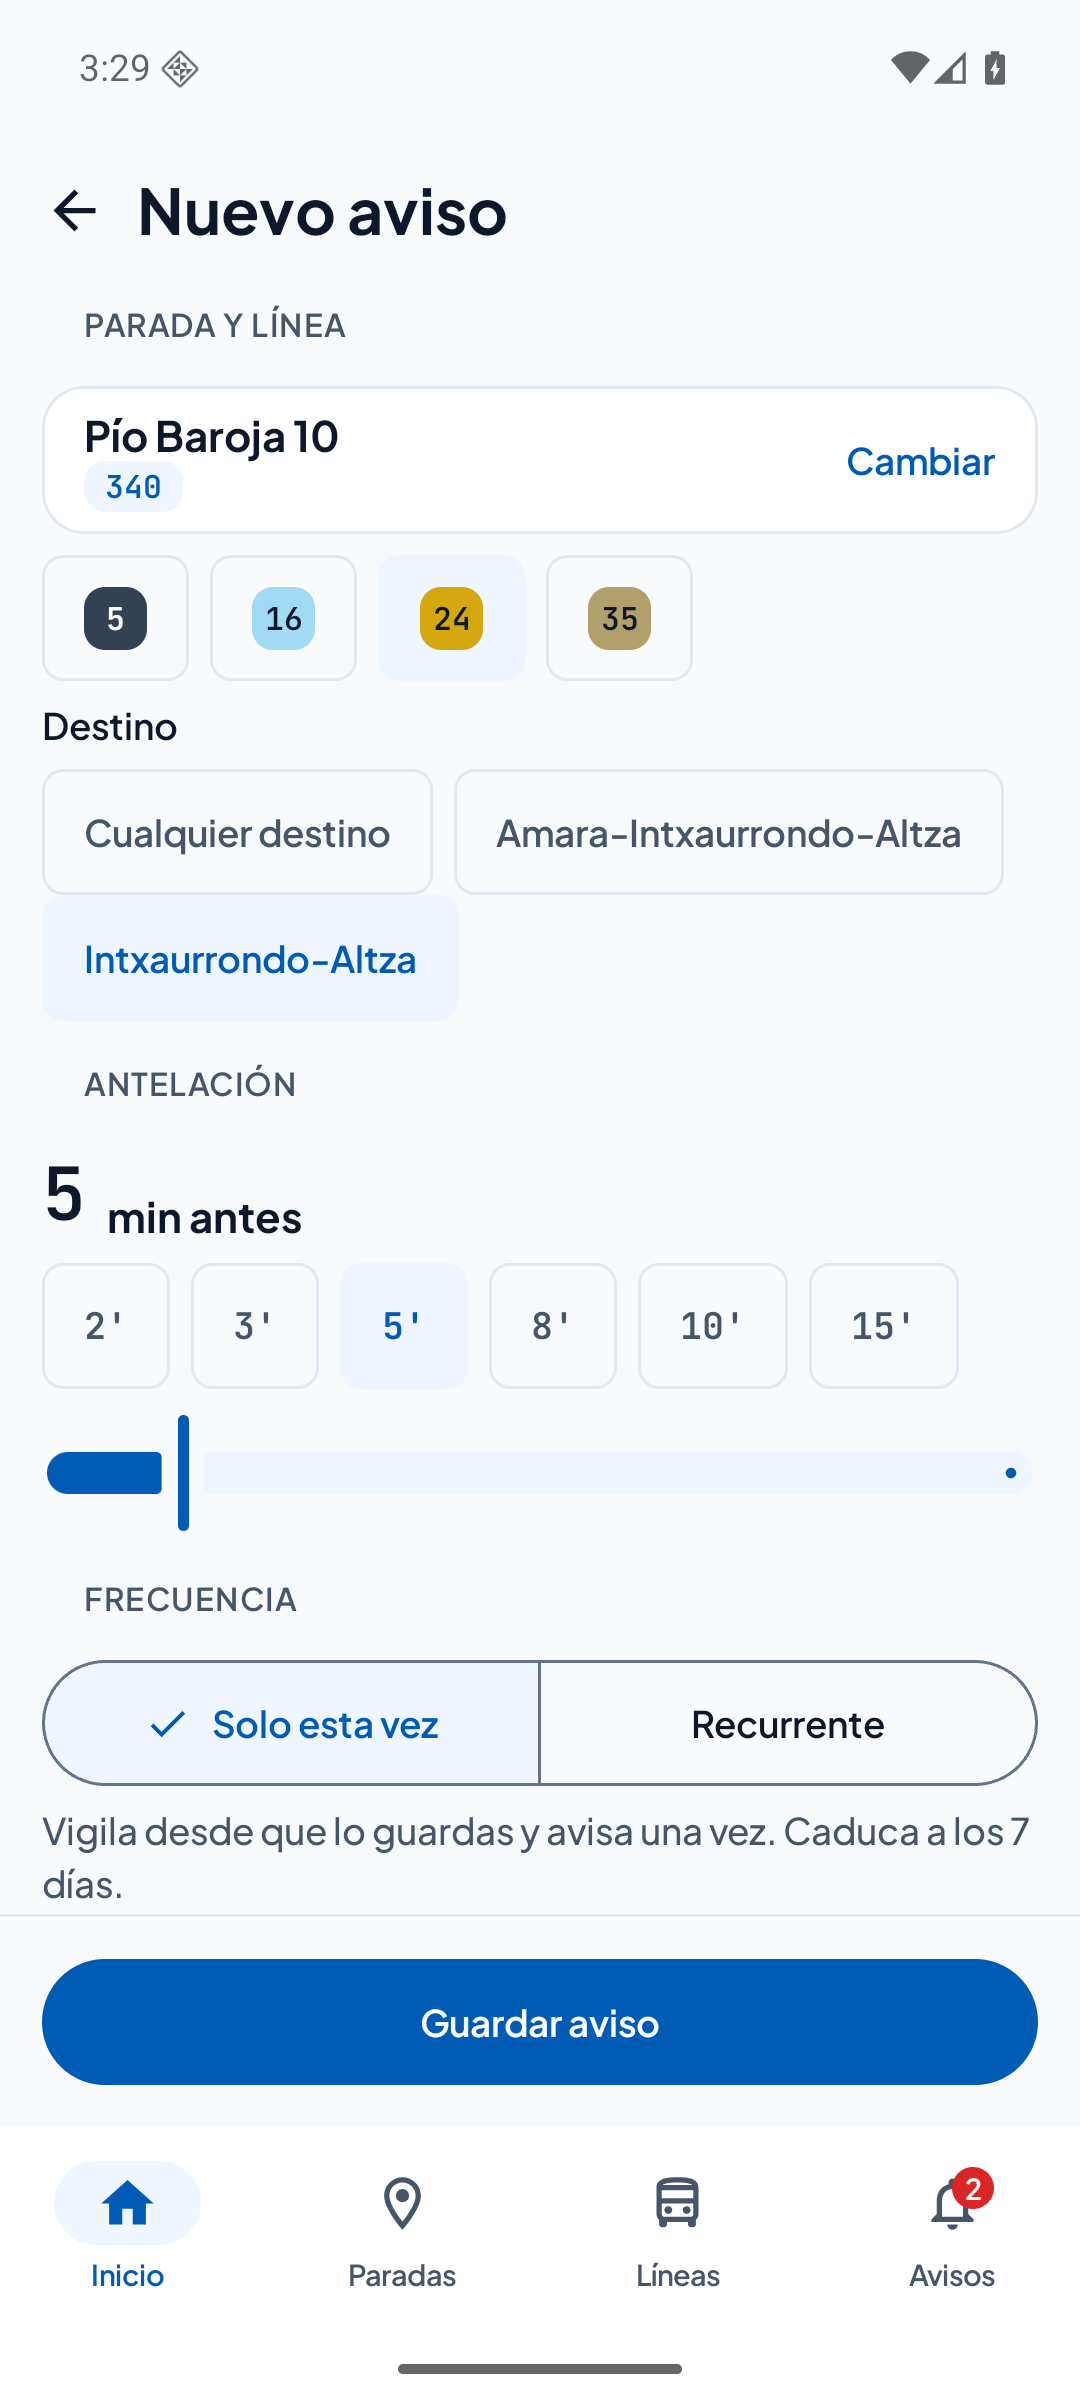 3:29
Nuevo aviso
PARADA Y LÍNEA
Pío Baroja 10
340
Cambiar
5 16 24 35
Destino
Cualquier destino Amara-Intxaurrondo-Altza
Intxaurrondo-Altza
ANTELACIÓN
5 min antes
2' 3' 5' 8' 10' 15'
FRECUENCIA
Solo esta vez Recurrente
Vigila desde que lo guardas y avisa una vez. Caduca a los 7
días.
Guardar aviso
2
Inicio Paradas Líneas Avisos